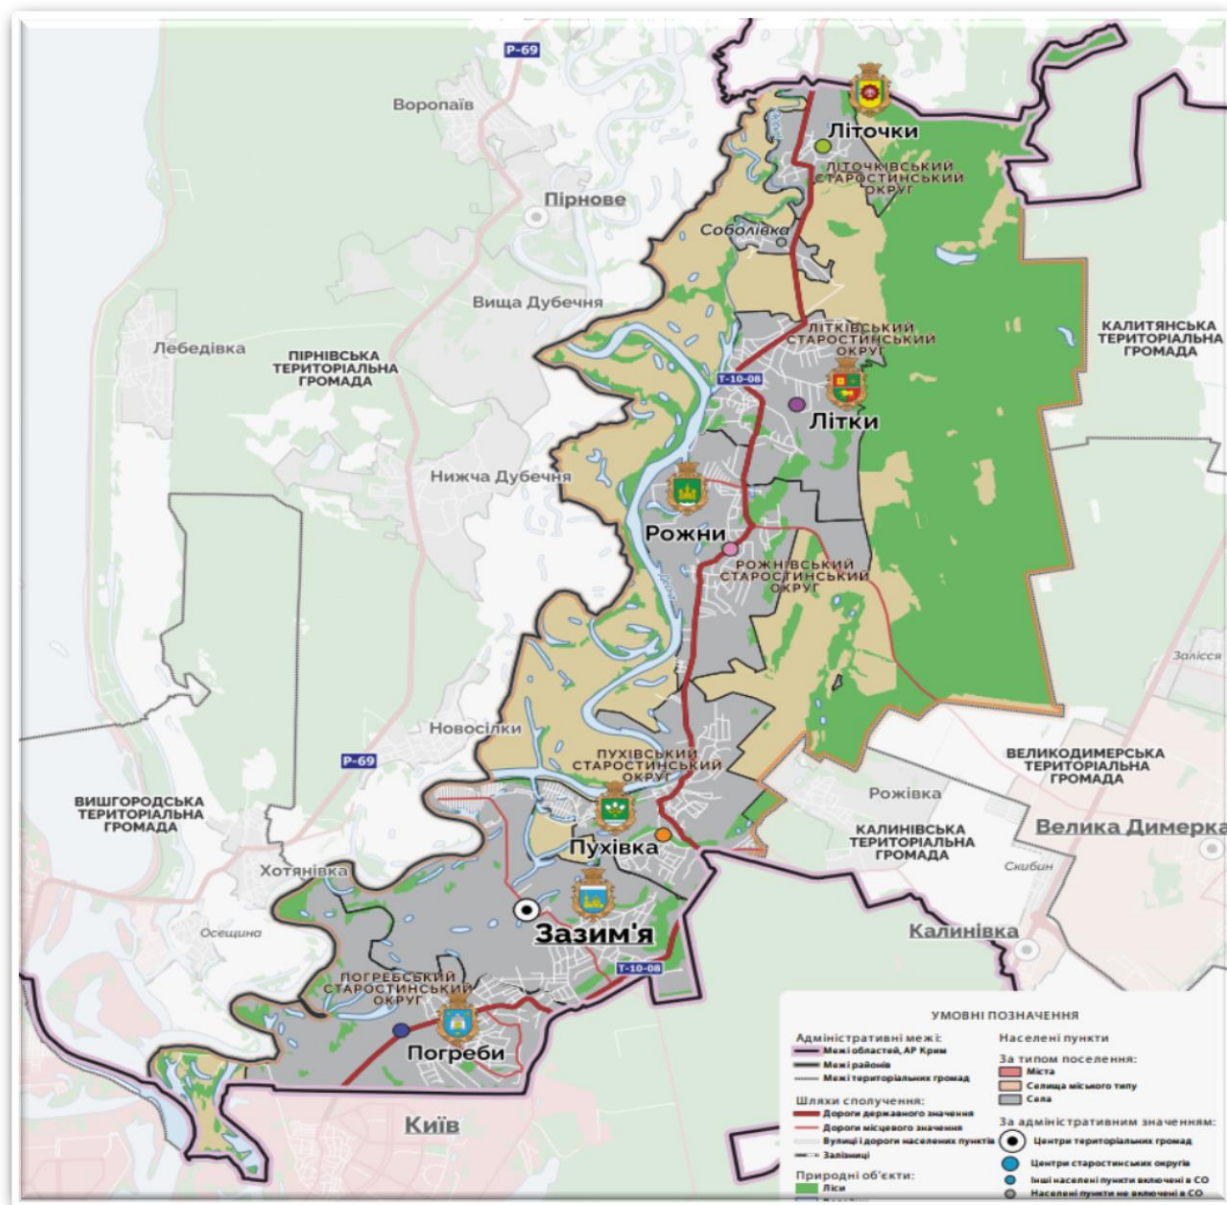 Р-69
Воропаїв
Літочки
ЛІТОЧКІВСЬКИЙ
СТАРОСТИНСЬКИЙ
ОКРУГ
Пірнове
Соболівка
Вища Дубечня
ЛІТКІВСЬКИЙ
СТАРОСТИНСЬКИЙ
ОКРУГ
КАЛИТЯНСЬКА
ТЕРИТОРІАЛЬНА
ГРОМАДА
Лебедівка
ПІРНІВСЬКА
ТЕРИТОРІАЛЬНА
ГРОМАДА
Т-10-08
Літки
Нижча Дубечня
Рожни
РОЖНІВСЬКИЙ
СТАРОСТИНСЬКИЙ
ОКРУГ
Залісся
Новосілки
Р-69
ПУХІВСЬКИЙ
СТАРОСТИНСЬКИЙ
ОКРУГ
ВЕЛИКОДИМЕРСЬКА
ТЕРИТОРІАЛЬНА
ГРОМАДА
ВИШГОРОДСЬКА
ТЕРИТОРІАЛЬНА
ГРОМАДА
Рожівка
Велика Димерка
КАЛИНІВСЬКА
ТЕРИТОРІАЛЬНА
ГРОМАДА
Пухівка
Скибин
Хотянівка
Осещина
Зазим'я
Калинівка
Т-10-08
ПОГРЕБСЬКИЙ
СТАРОСТИНСЬКИЙ
ОКРУГ
Погреби
Київ
УМОВНІ ПОЗНАЧЕННЯ
Адміністративні межі:
Межі областей, АР Крим
Межі районів
Межі територіальних громад
Шляхи сполучення:
Дороги державного значення
Дороги місцевого значення
Вулиці і дороги населених пунктів
Залізниці
Природні об'єкти:
Ліси
Населені пункти
За типом поселення:
Міста
Селища міського типу
Села
За адміністративним значенням:
Центри територіальних громад
Центри старостинських округів
Інші населені пункти включені в СО
Населені пункти не включені в СО